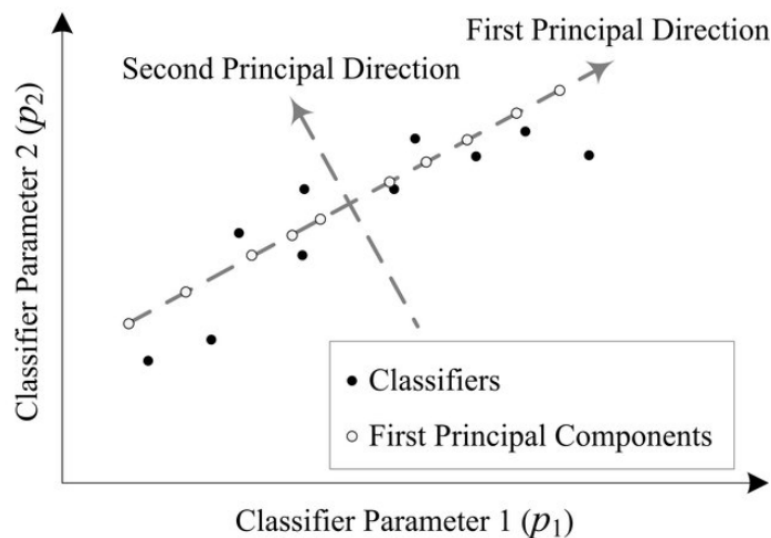 First Principal Direction
Second Principal Direction
Classifier Parameter 2 (p₂)
Classifiers
First Principal Components
Classifier Parameter 1 (p₁)